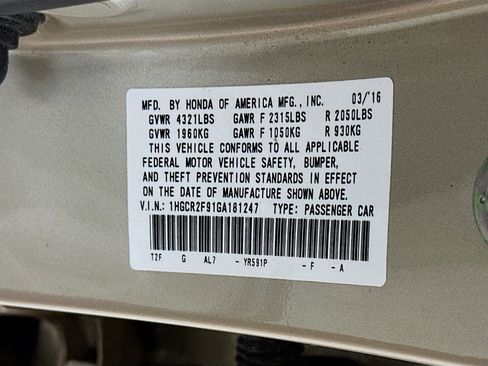 MFD. BY HONDA OF AMERICA MFG., INC. 03/'16
GVWR 4321LBS GAWR F 2315LBS R 2050LBS
GVWR 1960KG GAWR F 1050KG R 930KG
THIS VEHICLE CONFORMS TO ALL APPLICABLE
FEDERAL MOTOR VEHICLE SAFETY, BUMPER,
AND THEFT PREVENTION STANDARDS IN EFFECT
ON THE DATE OF MANUFACTURE SHOWN ABOVE.
V.I.N.: 1HGCR2F91GA181247 TYPE: PASSENGER CAR
T2F G AL7 - YR591P - F - A